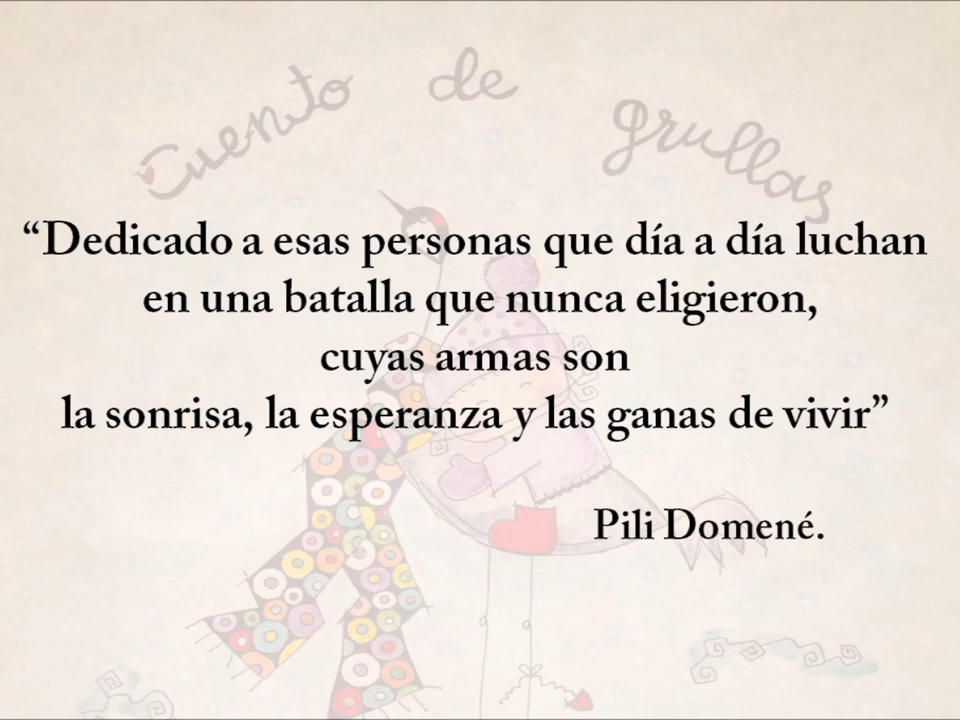 Cuento de grullas
“Dedicado a esas personas que día a día luchan
en una batalla que nunca eligieron,
cuyas armas son
la sonrisa, la esperanza y las ganas de vivir”
Pili Domené.